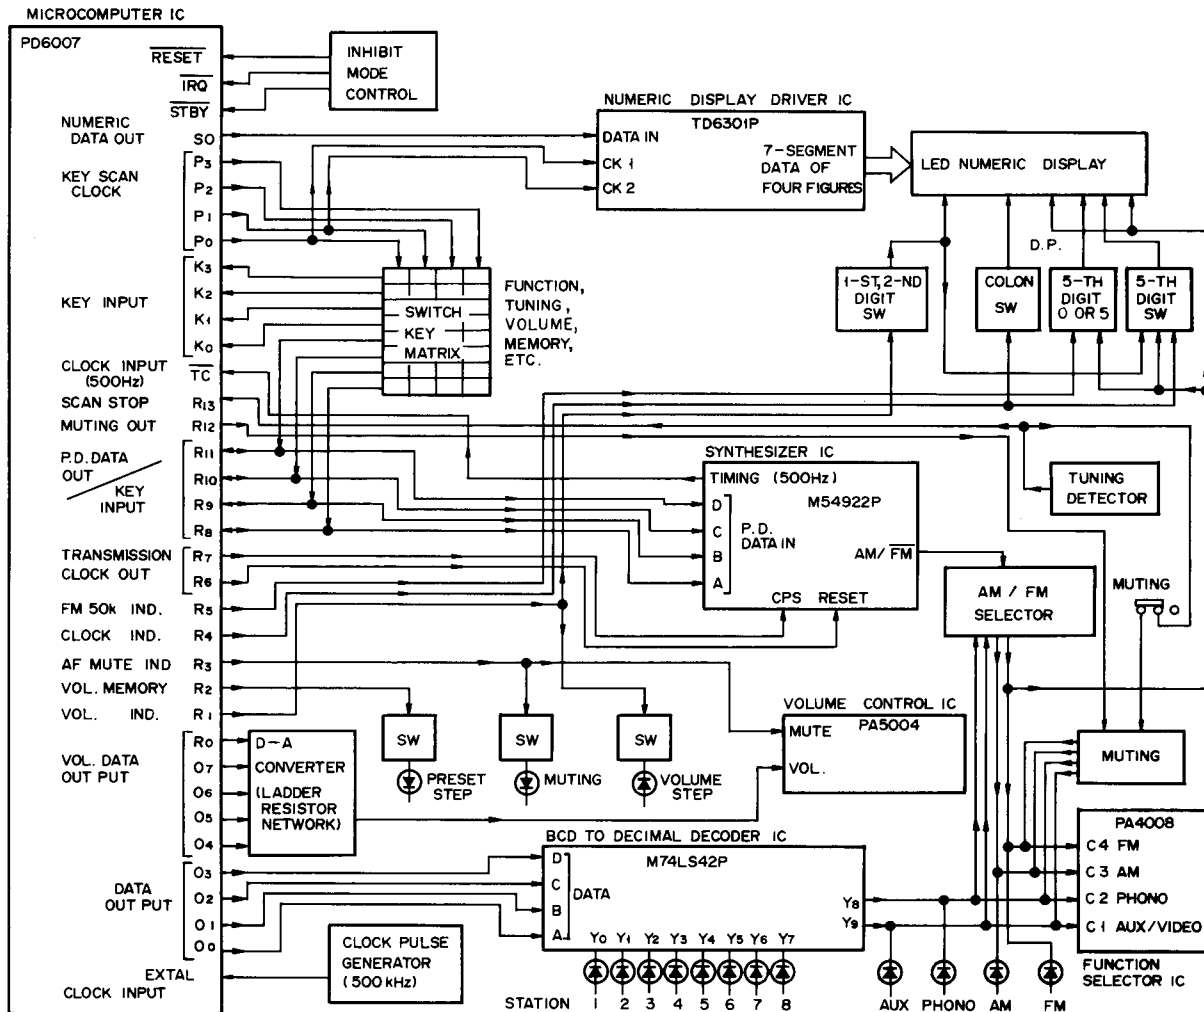 MICROCOMPUTER IC
PD6007
RESET
IRQ
STBY
INHIBIT
MODE
CONTROL
NUMERIC
DATA OUT
SO
KEY SCAN
CLOCK
P3
P2
P1
P0
KEY INPUT
K3
K2
K1
K0
CLOCK INPUT
(500Hz)
TC
SCAN STOP
R13
MUTING OUT
R12
P.D. DATA
OUT
KEY
INPUT
R11
R10
R9
R8
TRANSMISSION
CLOCK OUT
R7
R6
FM 50k IND.
R5
CLOCK IND.
R4
AF MUTE IND
R3
VOL. MEMORY
R2
VOL. IND.
R1
VOL. DATA
OUT PUT
R0
O7
O6
O5
O4
DATA
OUT PUT
O3
O2
O1
O0
EXTAL
CLOCK INPUT
NUMERIC DISPLAY DRIVER IC
TD6301P
DATA IN
CK 1
CK 2
7-SEGMENT
DATA OF
FOUR FIGURES
LED NUMERIC DISPLAY
D.P.
1-ST, 2-ND
DIGIT
SW
COLON
SW
5-TH
DIGIT
0 OR 5
5-TH
DIGIT
SW
SWITCH
KEY
MATRIX
FUNCTION,
TUNING,
VOLUME,
MEMORY,
ETC.
SYNTHESIZER IC
TIMING (500Hz)
M54922P
D
C
B
A
P.D.
DATA IN
AM/FM
CPS
RESET
TUNING
DETECTOR
AM / FM
SELECTOR
MUTING
VOLUME CONTROL IC
PA5004
MUTE
VOL.
MUTING
SW
SW
SW
PRESET
STEP
MUTING
VOLUME
STEP
D-A
CONVERTER
(LADDER
RESISTOR
NETWORK)
BCD TO DECIMAL DECODER IC
M74LS42P
D
C
B
A
DATA
Y8
Y9
Y0 Y1 Y2 Y3 Y4 Y5 Y6 Y7
PA4008
C4 FM
C3 AM
C2 PHONO
C1 AUX/VIDEO
FUNCTION
SELECTOR IC
CLOCK PULSE
GENERATOR
(500 kHz)
STATION 1 2 3 4 5 6 7 8
AUX PHONO AM FM